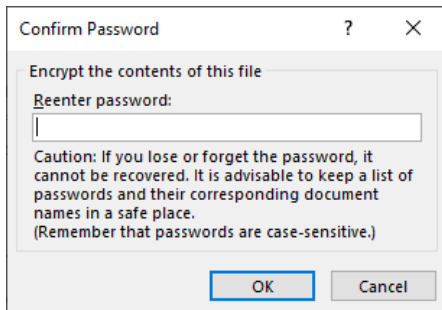 Confirm Password ?
Encrypt the contents of this file
Reenter password:
Caution: If you lose or forget the password, it
cannot be recovered. It is advisable to keep a list of
passwords and their corresponding document
names in a safe place.
(Remember that passwords are case-sensitive.)
OK Cancel